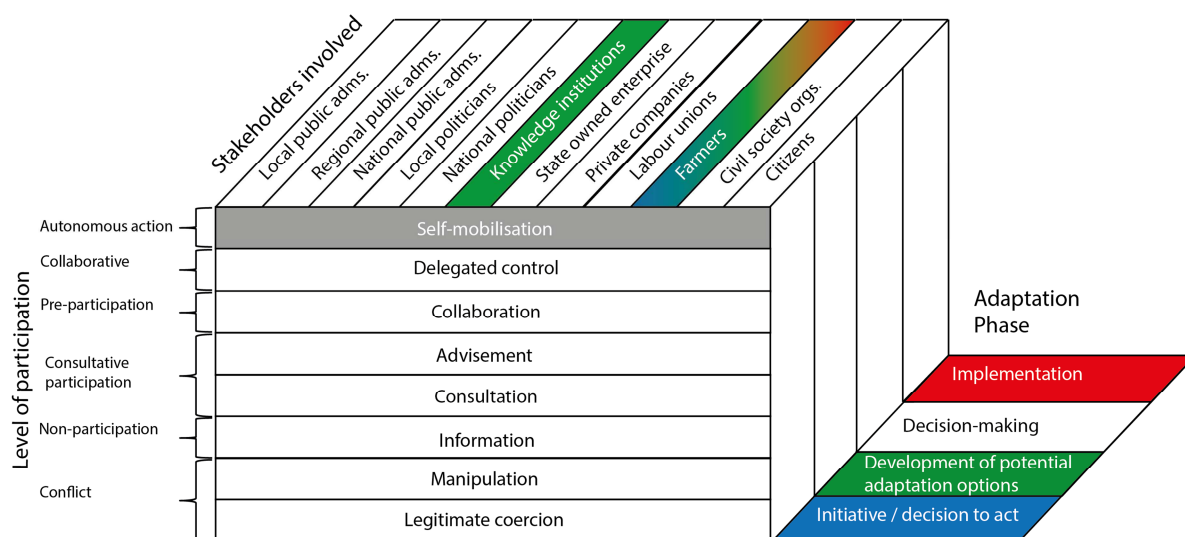 Stakeholders involved
Local public adms.
Regional public adms.
National public adms.
Local politicians
National politicians
Knowledge institutions
State owned enterprise
Private companies
Labour unions
Farmers
Civil society orgs.
Citizens
Level of participation
Autonomous action
Collaborative
Pre-participation
Consultative
participation
Non-participation
Conflict
Self-mobilisation
Delegated control
Collaboration
Advisement
Consultation
Information
Manipulation
Legitimate coercion
Adaptation
Phase
Implementation
Decision-making
Development of potential
adaptation options
Initiative / decision to act